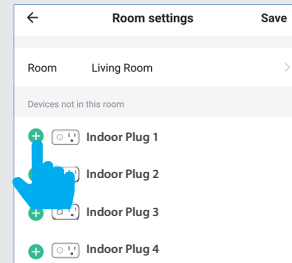 Room settings Save
Room Living Room
Devices not in this room
Indoor Plug 1
Indoor Plug 2
Indoor Plug 3
Indoor Plug 4